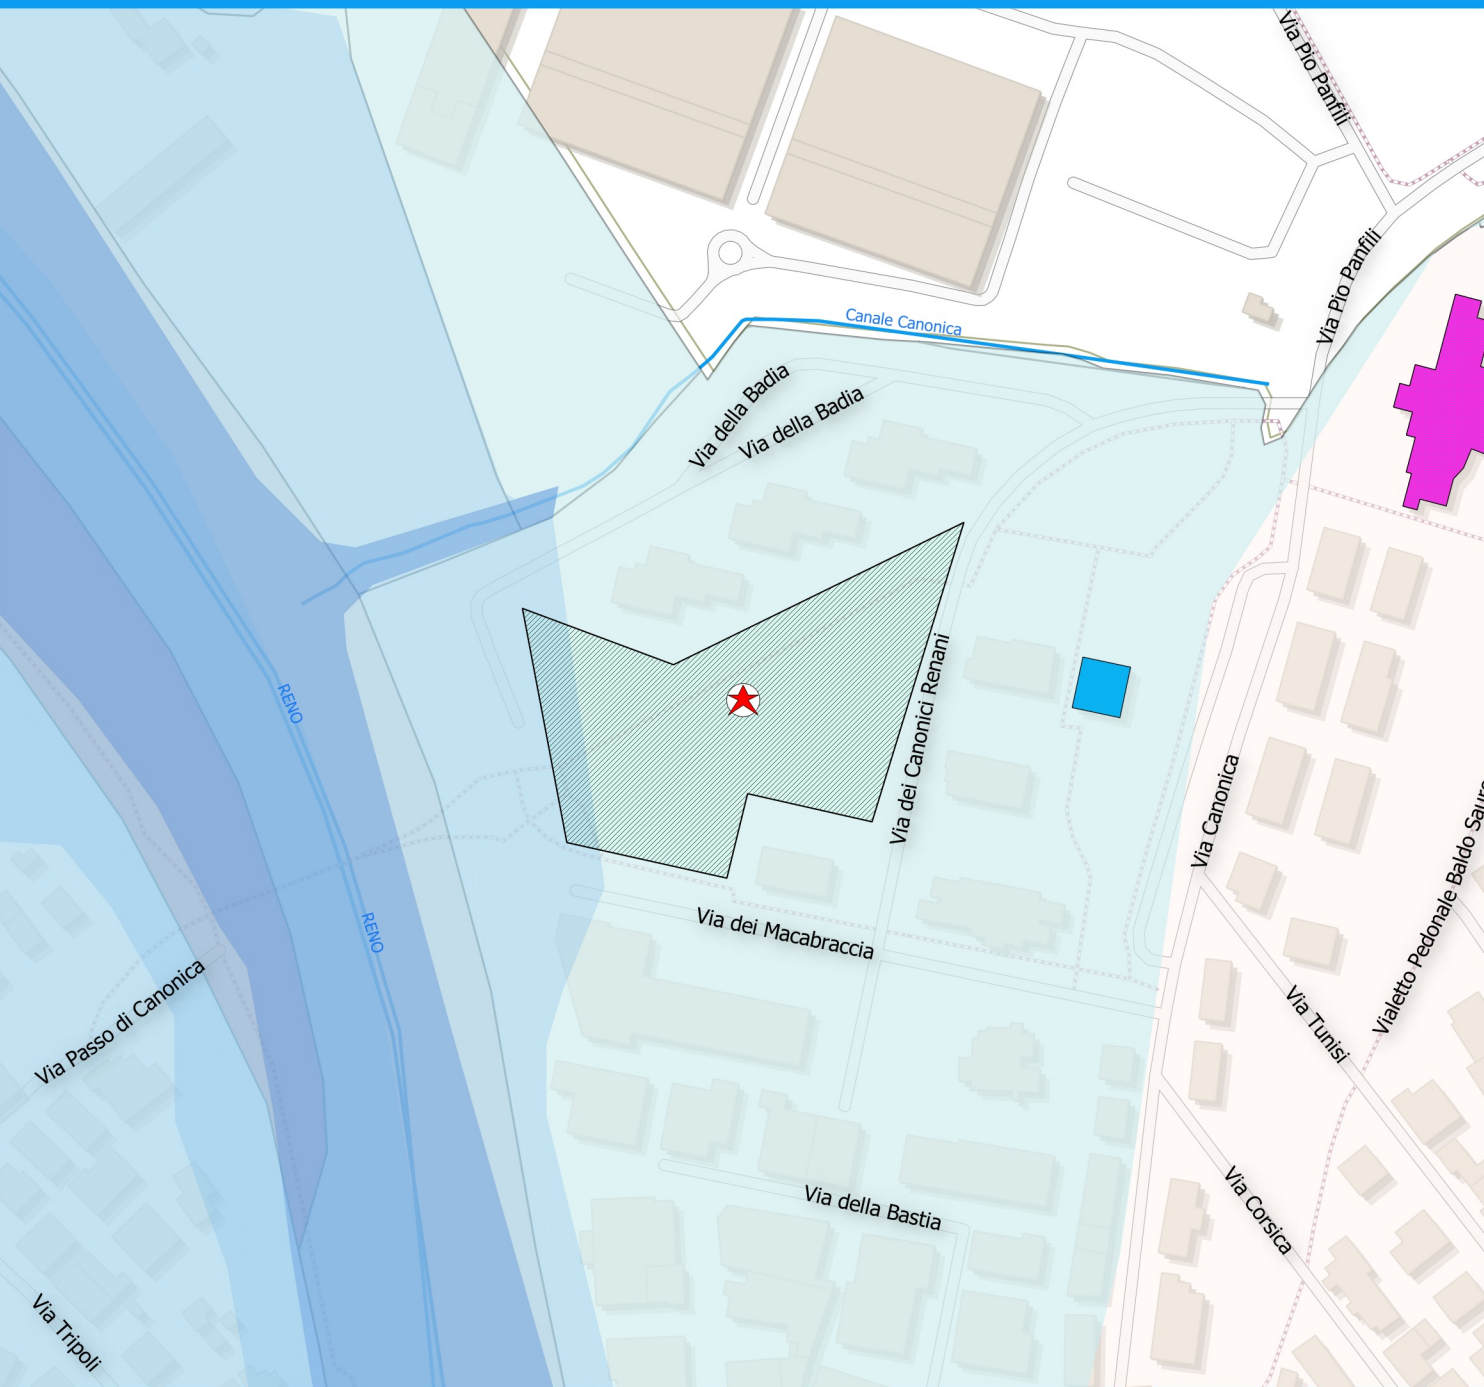 Via Pio Panfili
Via Pio Panfili
Canale Canonica
Via della Badia
Via della Badia
Via dei Canonici Renani
RENO
Via Canonica
Vialetto Pedonale Baldo Sauro
RENO
Via dei Macabraccia
Via Passo di Canonica
Via Tunisi
Via della Bastia
Via Corsica
Via Tripoli